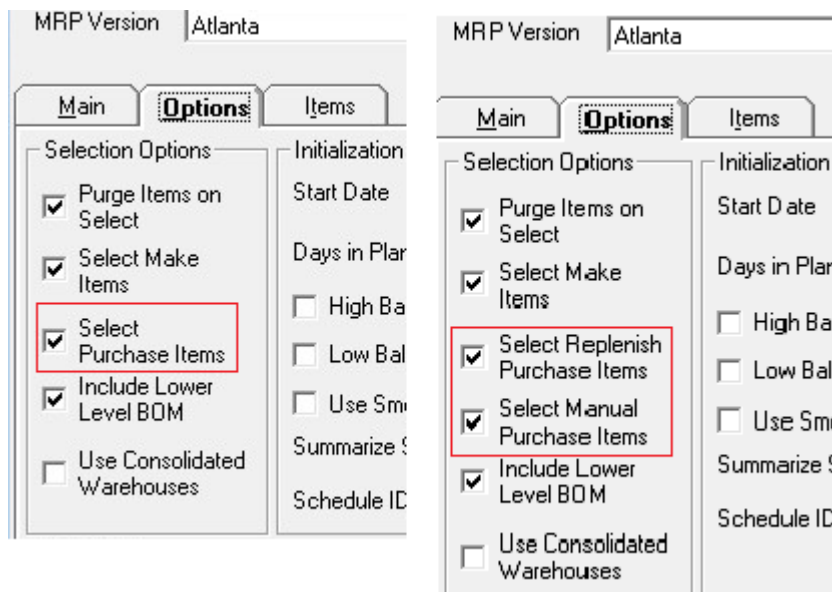 MRP Version Atlanta
Main Options Items
Selection Options
Purge Items on
Select
Select Make
Items
Select
Purchase Items
Include Lower
Level BOM
Use Consolidated
Warehouses
Initialization
Start Date
Days in Plan
High Ba
Low Bal
Use Smo
Summarize S
Schedule ID
MRP Version Atlanta
Main Options Items
Selection Options
Purge Items on
Select
Select Make
Items
Select Replenish
Purchase Items
Select Manual
Purchase Items
Include Lower
Level BOM
Use Consolidated
Warehouses
Initialization
Start Date
Days in Plan
High Ba
Low Bal
Use Smo
Summarize S
Schedule ID